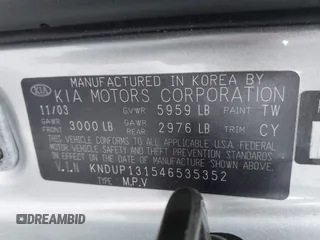 MANUFACTURED IN KOREA BY
KIA KIA MOTORS CORPORATION
11/03 GVWR 5959 LB PAINT TW
GAWR FRONT 3000 LB GAWR REAR 2976 LB TRIM CY
THIS VEHICLE CONFORMS TO ALL APPLICABLE U.S.A FEDERAL
MOTOR VEHICLE SAFETY AND THEFT PREVENTION STANDARDS
IN EFFECT ON THE DATE OF MANUFACTURE SHOWN ABOVE.
V.I.N KNDUP131546535352
TYPE M.P.V
DREAMBID